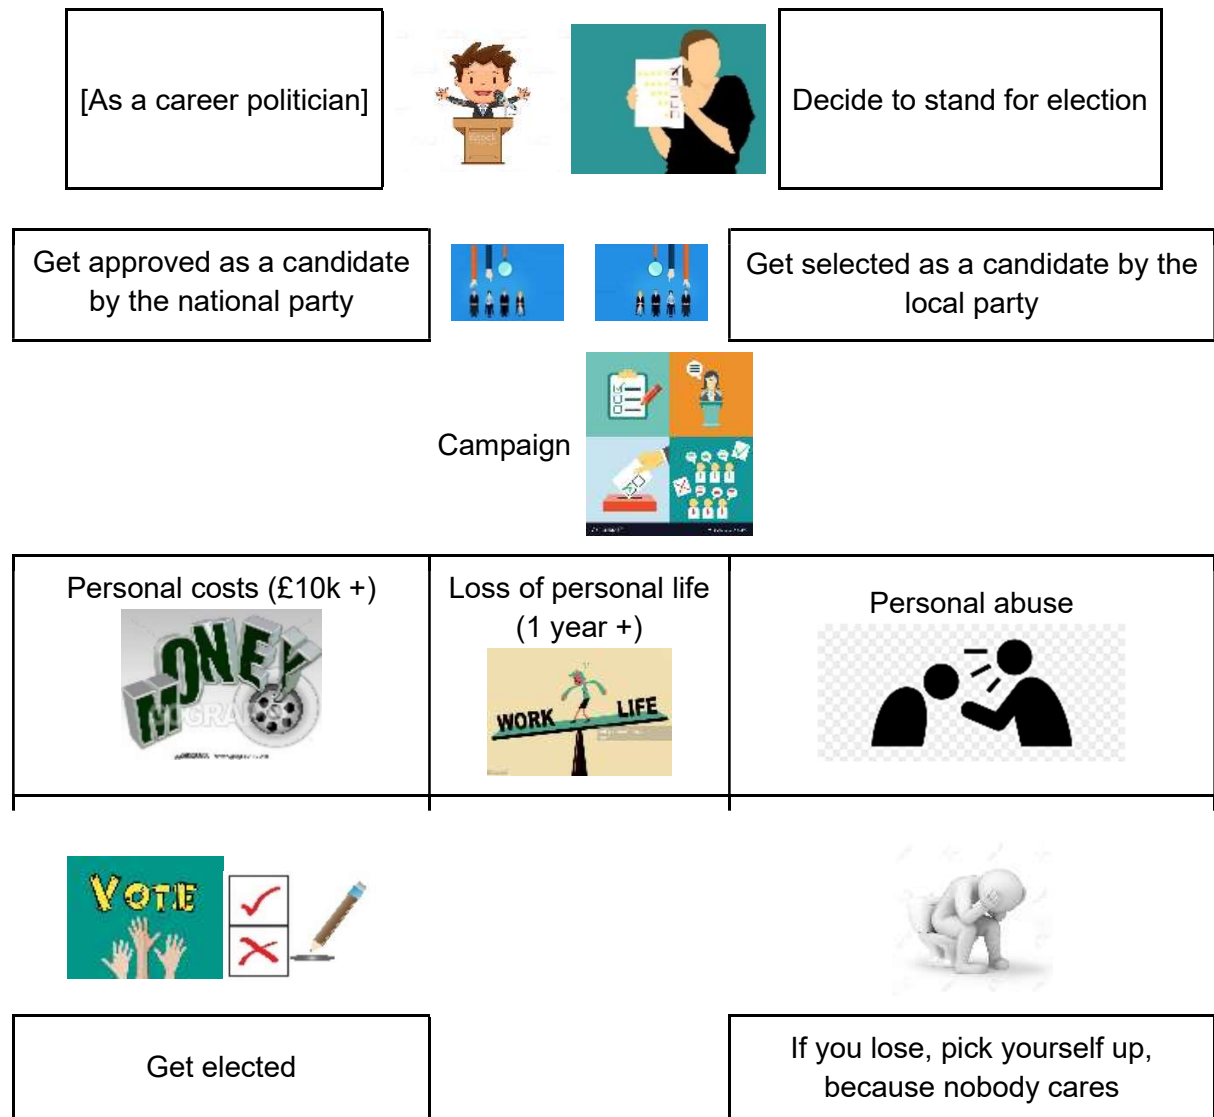 [As a career politician]
Decide to stand for election
Get approved as a candidate
by the national party
Get selected as a candidate by the
local party
Campaign
Personal costs (£10k +)
MONEY
Loss of personal life
(1 year +)
WORK
LIFE
Personal abuse
VOTE
Get elected
If you lose, pick yourself up,
because nobody cares